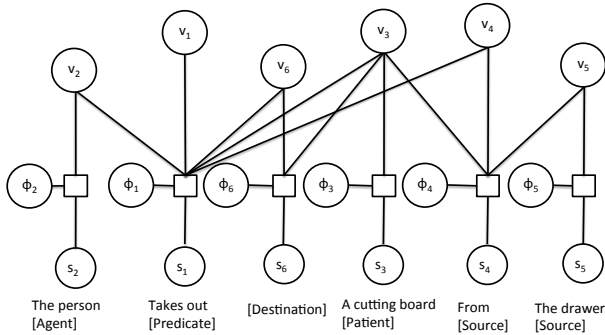 v₁
v₃
v₄
v₂
v₆
v₅
ϕ₂
ϕ₁
ϕ₆
ϕ₃
ϕ₄
ϕ₅
s₂
s₁
s₆
s₃
s₄
s₅
The person
[Agent]
Takes out
[Predicate]
[Destination]
A cutting board
[Patient]
From
[Source]
The drawer
[Source]